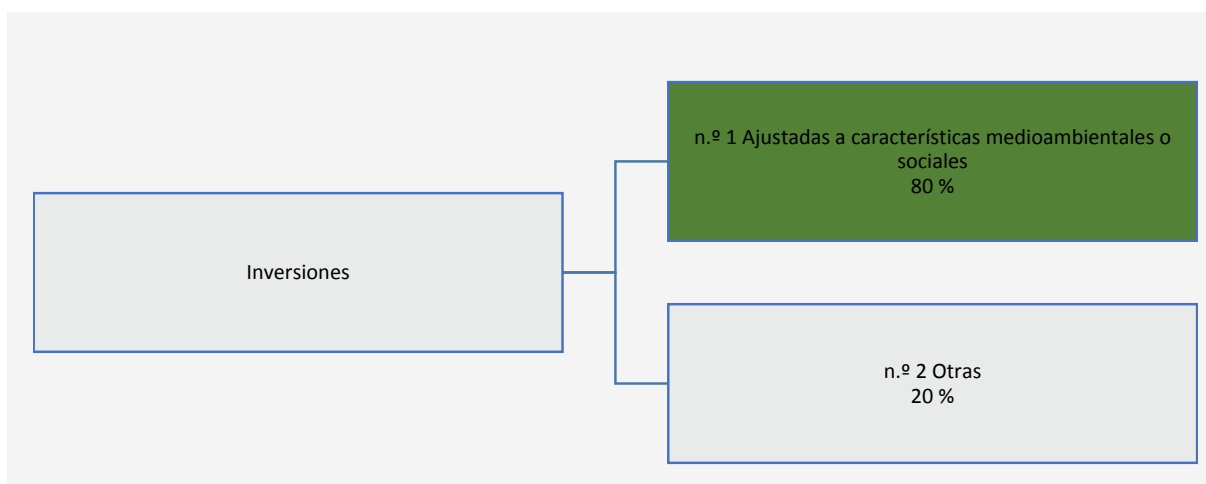 n.º 1 Ajustadas a características medioambientales o
sociales
80 %
Inversiones
n.º 2 Otras
20 %